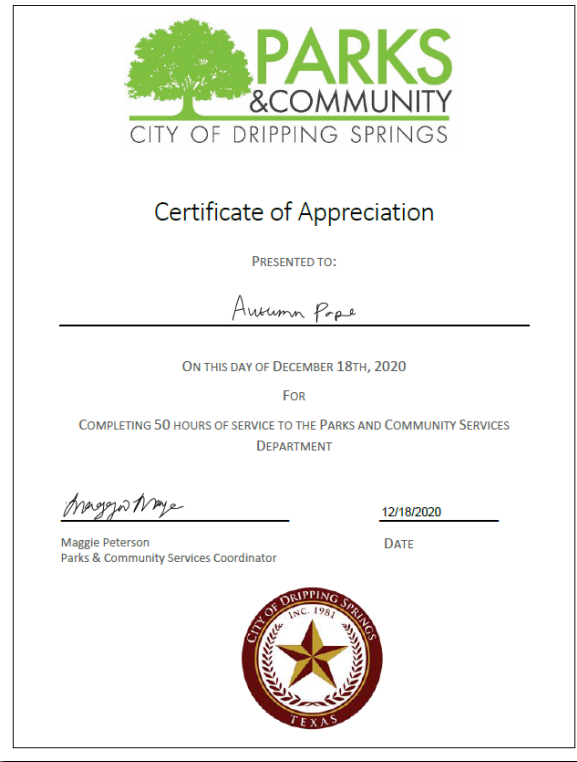 PARKS
&COMMUNITY
CITY OF DRIPPING SPRINGS
Certificate of Appreciation
PRESENTED TO:
Autumn Pope
ON THIS DAY OF DECEMBER 18TH, 2020
FOR
COMPLETING 50 HOURS OF SERVICE TO THE PARKS AND COMMUNITY SERVICES
DEPARTMENT
12/18/2020
Maggie Peterson
DATE
Parks & Community Services Coordinator
CITY OF DRIPPING SPRINGS
INC. 1981
TEXAS